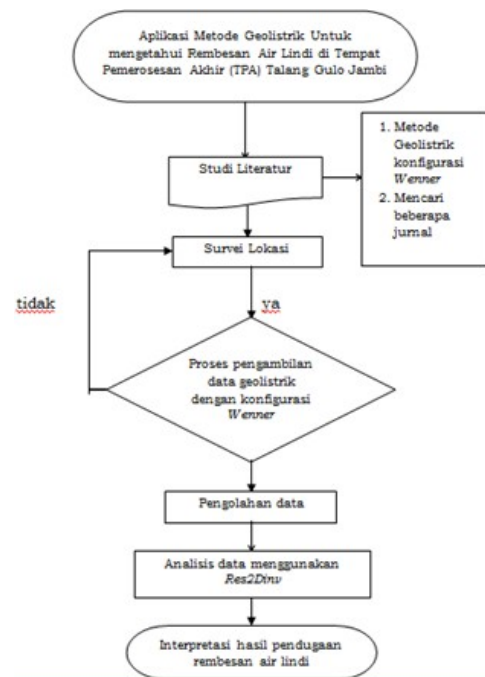 Aplikasi Metode Geolistrik Untuk
mengetahui Rembesan Air Lindi di Tempat
Pemerosesan Akhir (TPA) Talang Gulo Jambi
Studi Literatur
1. Metode
Geolistrik
konfigurasi
Wenner
2. Mencari
beberapa
jurnal
Survei Lokasi
tidak
ya
Proses pengambilan
data geolistrik
dengan konfigurasi
Wenner
Pengolahan data
Analisis data menggunakan
Res2Dinv
Interpretasi hasil pendugaan
rembesan air lindi